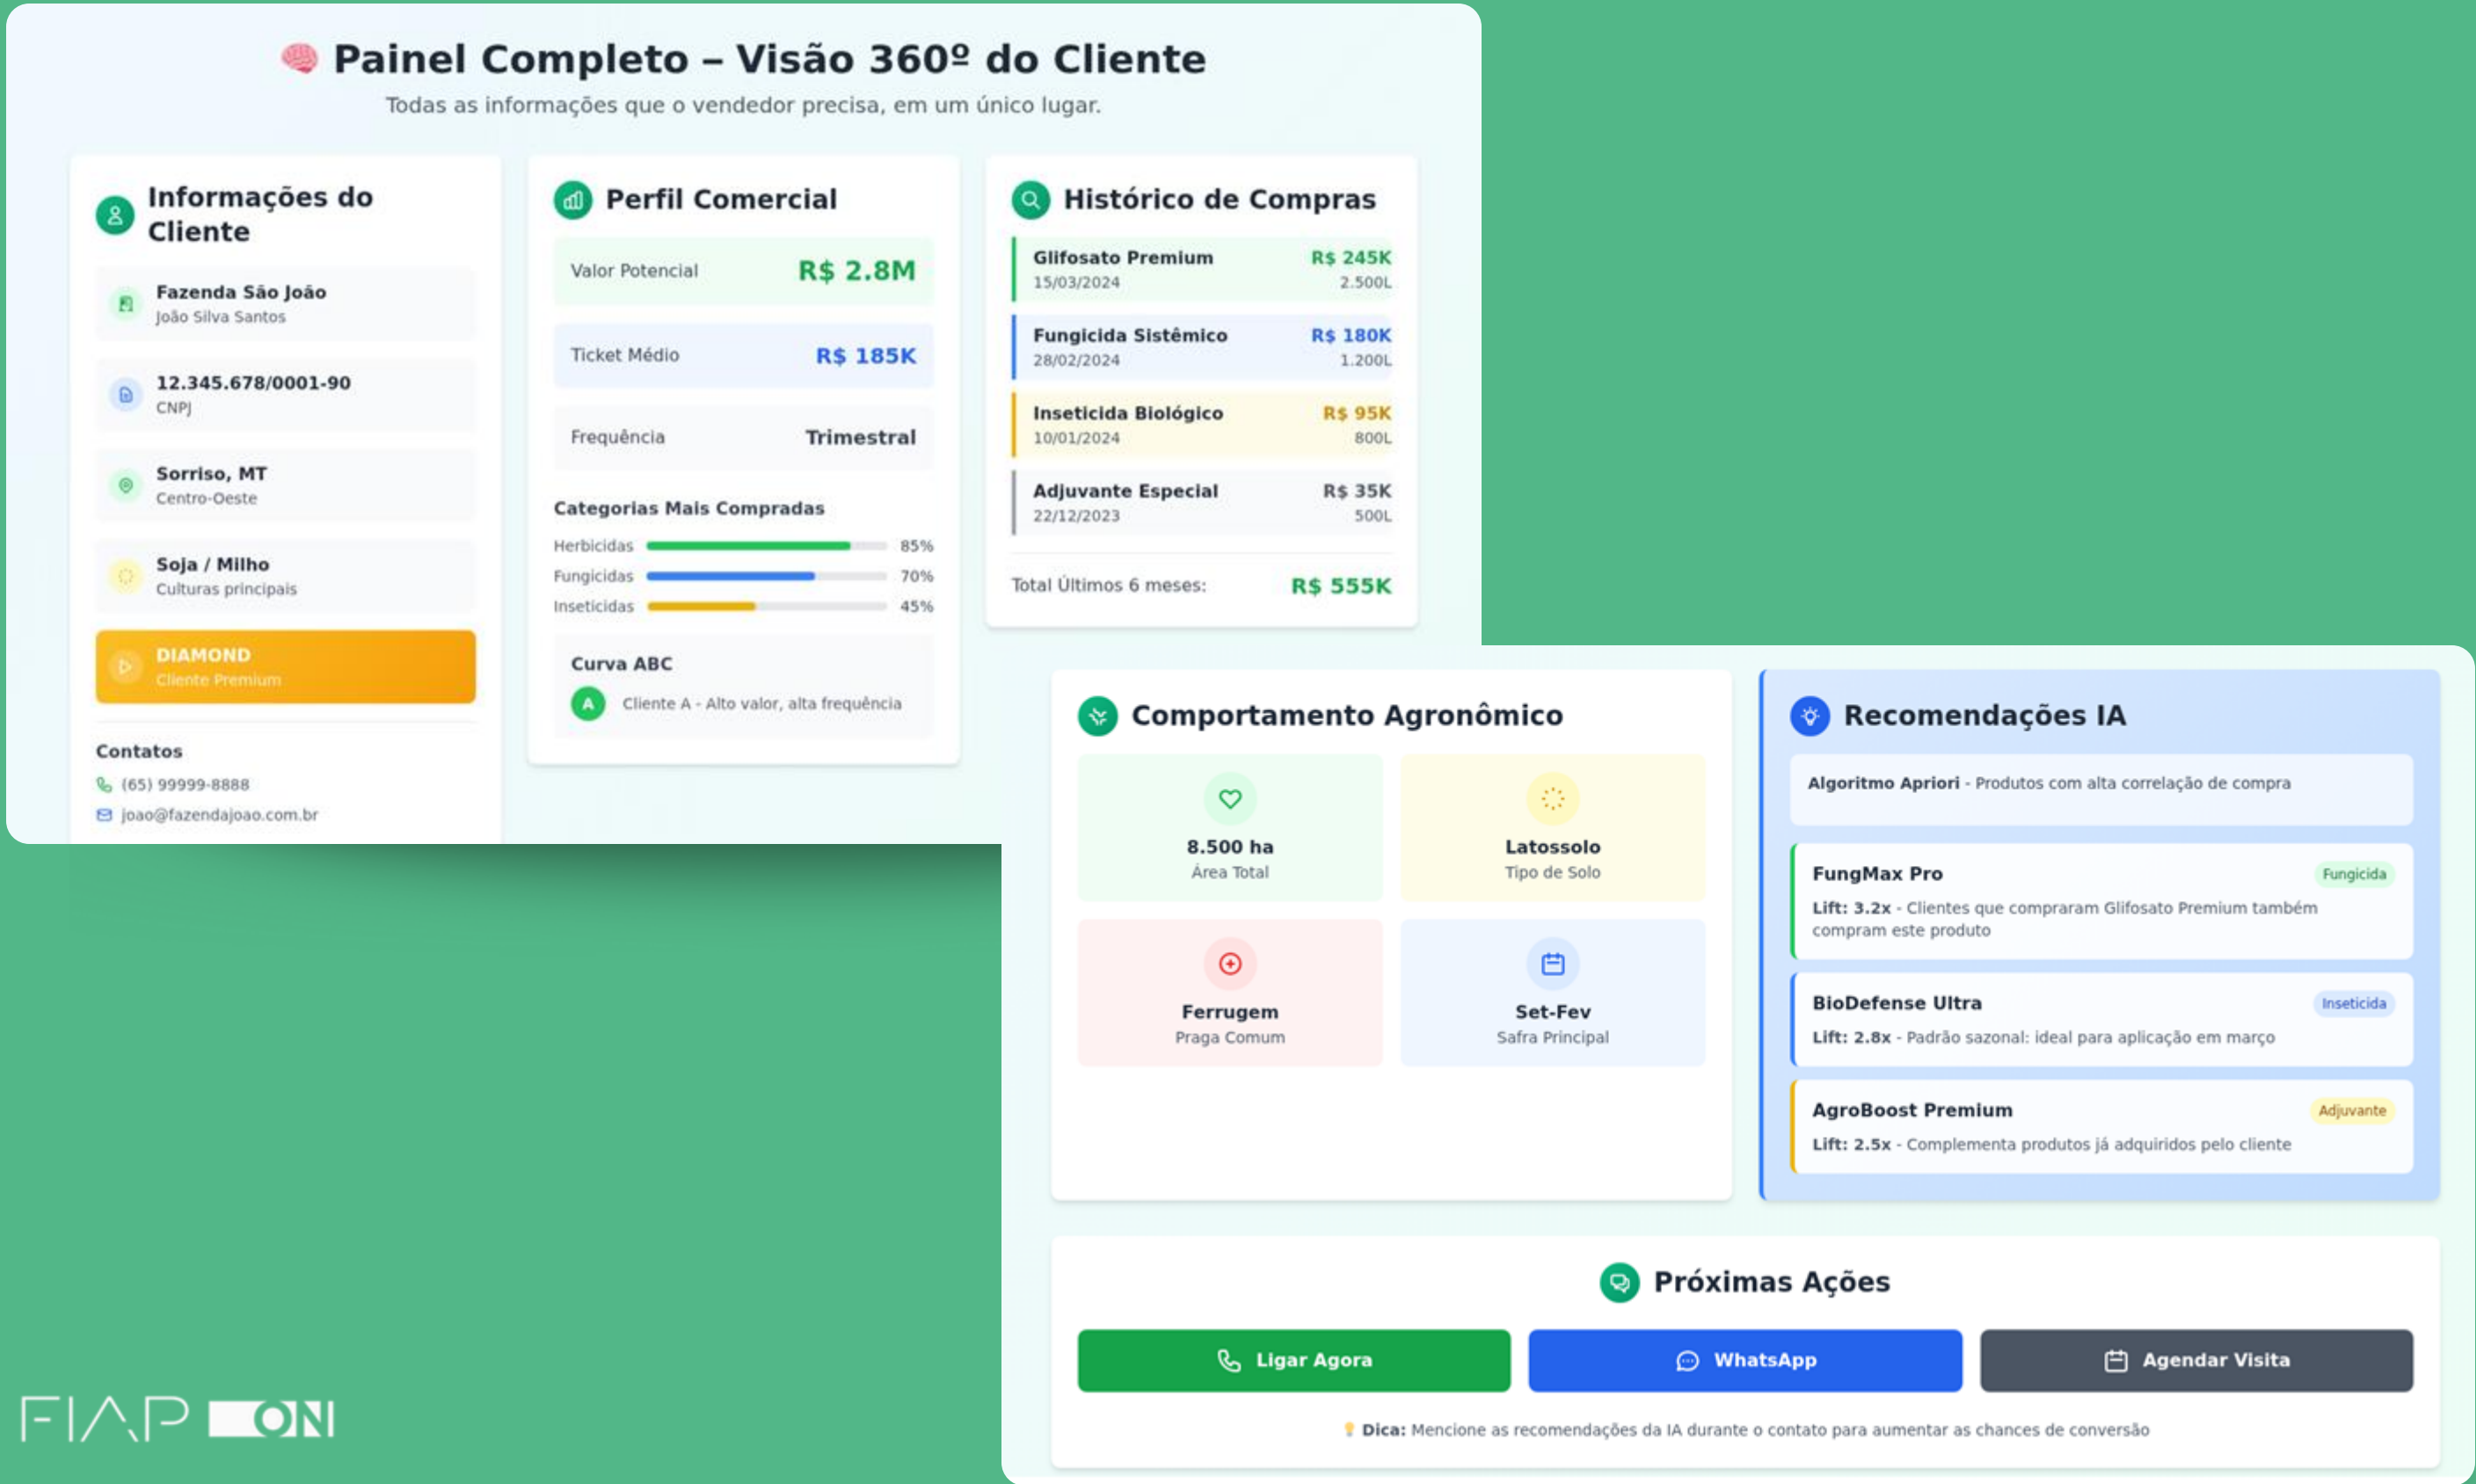 Painel Completo – Visão 360º do Cliente
Todas as informações que o vendedor precisa, em um único lugar.
Informações do
Cliente
Fazenda São João
João Silva Santos
12.345.678/0001-90
CNPJ
Sorriso, MT
Centro-Oeste
Soja / Milho
Culturas principais
DIAMOND
Cliente Premium
Contatos
(65) 99999-8888
joao@fazendajoao.com.br
Perfil Comercial
Valor Potencial R$ 2.8M
Ticket Médio R$ 185K
Frequência Trimestral
Categorias Mais Compradas
Herbicidas 85%
Fungicidas 70%
Inseticidas 45%
Curva ABC
A Cliente A - Alto valor, alta frequência
Histórico de Compras
Glifosato Premium R$ 245K
15/03/2024 2.500L
Fungicida Sistêmico R$ 180K
28/02/2024 1.200L
Inseticida Biológico R$ 95K
10/01/2024 800L
Adjuvante Especial R$ 35K
22/12/2023 500L
Total Últimos 6 meses: R$ 555K
Comportamento Agronômico
8.500 ha
Área Total
Latossolo
Tipo de Solo
Ferrugem
Praga Comum
Set-Fev
Safra Principal
Recomendações IA
Algoritmo Apriori - Produtos com alta correlação de compra
FungMax Pro Fungicida
Lift: 3.2x - Clientes que compraram Glifosato Premium também
compram este produto
BioDefense Ultra Inseticida
Lift: 2.8x - Padrão sazonal: ideal para aplicação em março
AgroBoost Premium Adjuvante
Lift: 2.5x - Complementa produtos já adquiridos pelo cliente
Próximas Ações
Ligar Agora
WhatsApp
Agendar Visita
Dica: Mencione as recomendações da IA durante o contato para aumentar as chances de conversão
FIAP ON